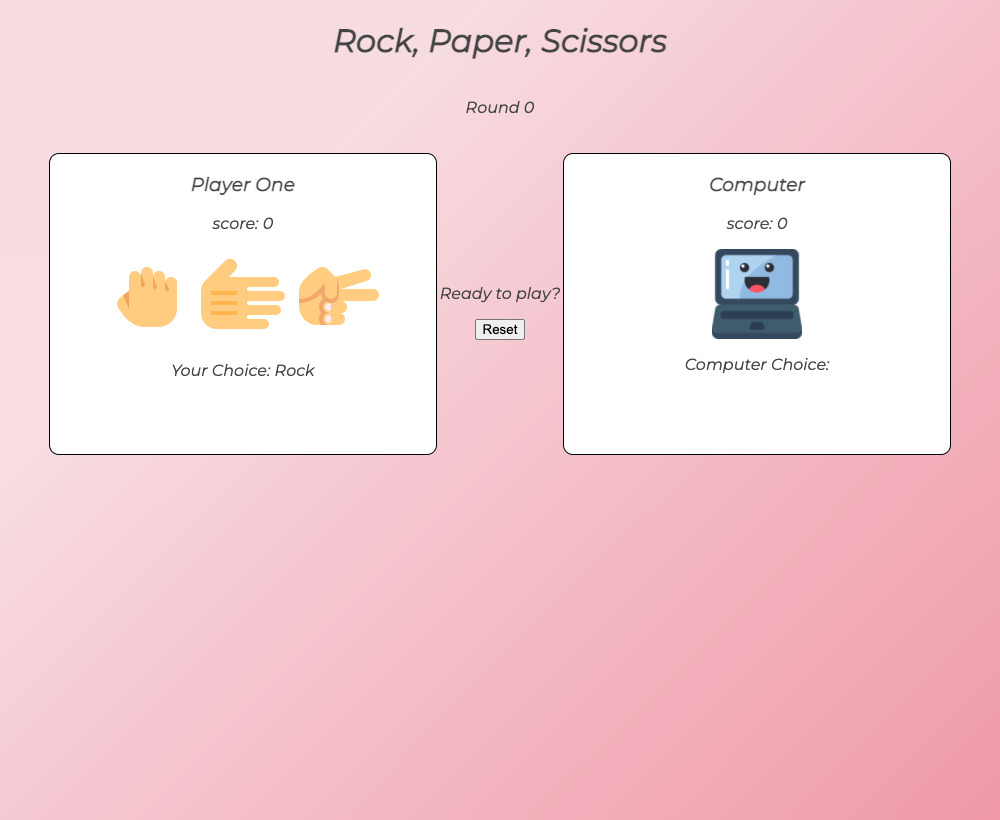 Rock, Paper, Scissors
Round 0
Player One
score: 0
Your Choice: Rock
Ready to play?
Reset
Computer
score: 0
Computer Choice: